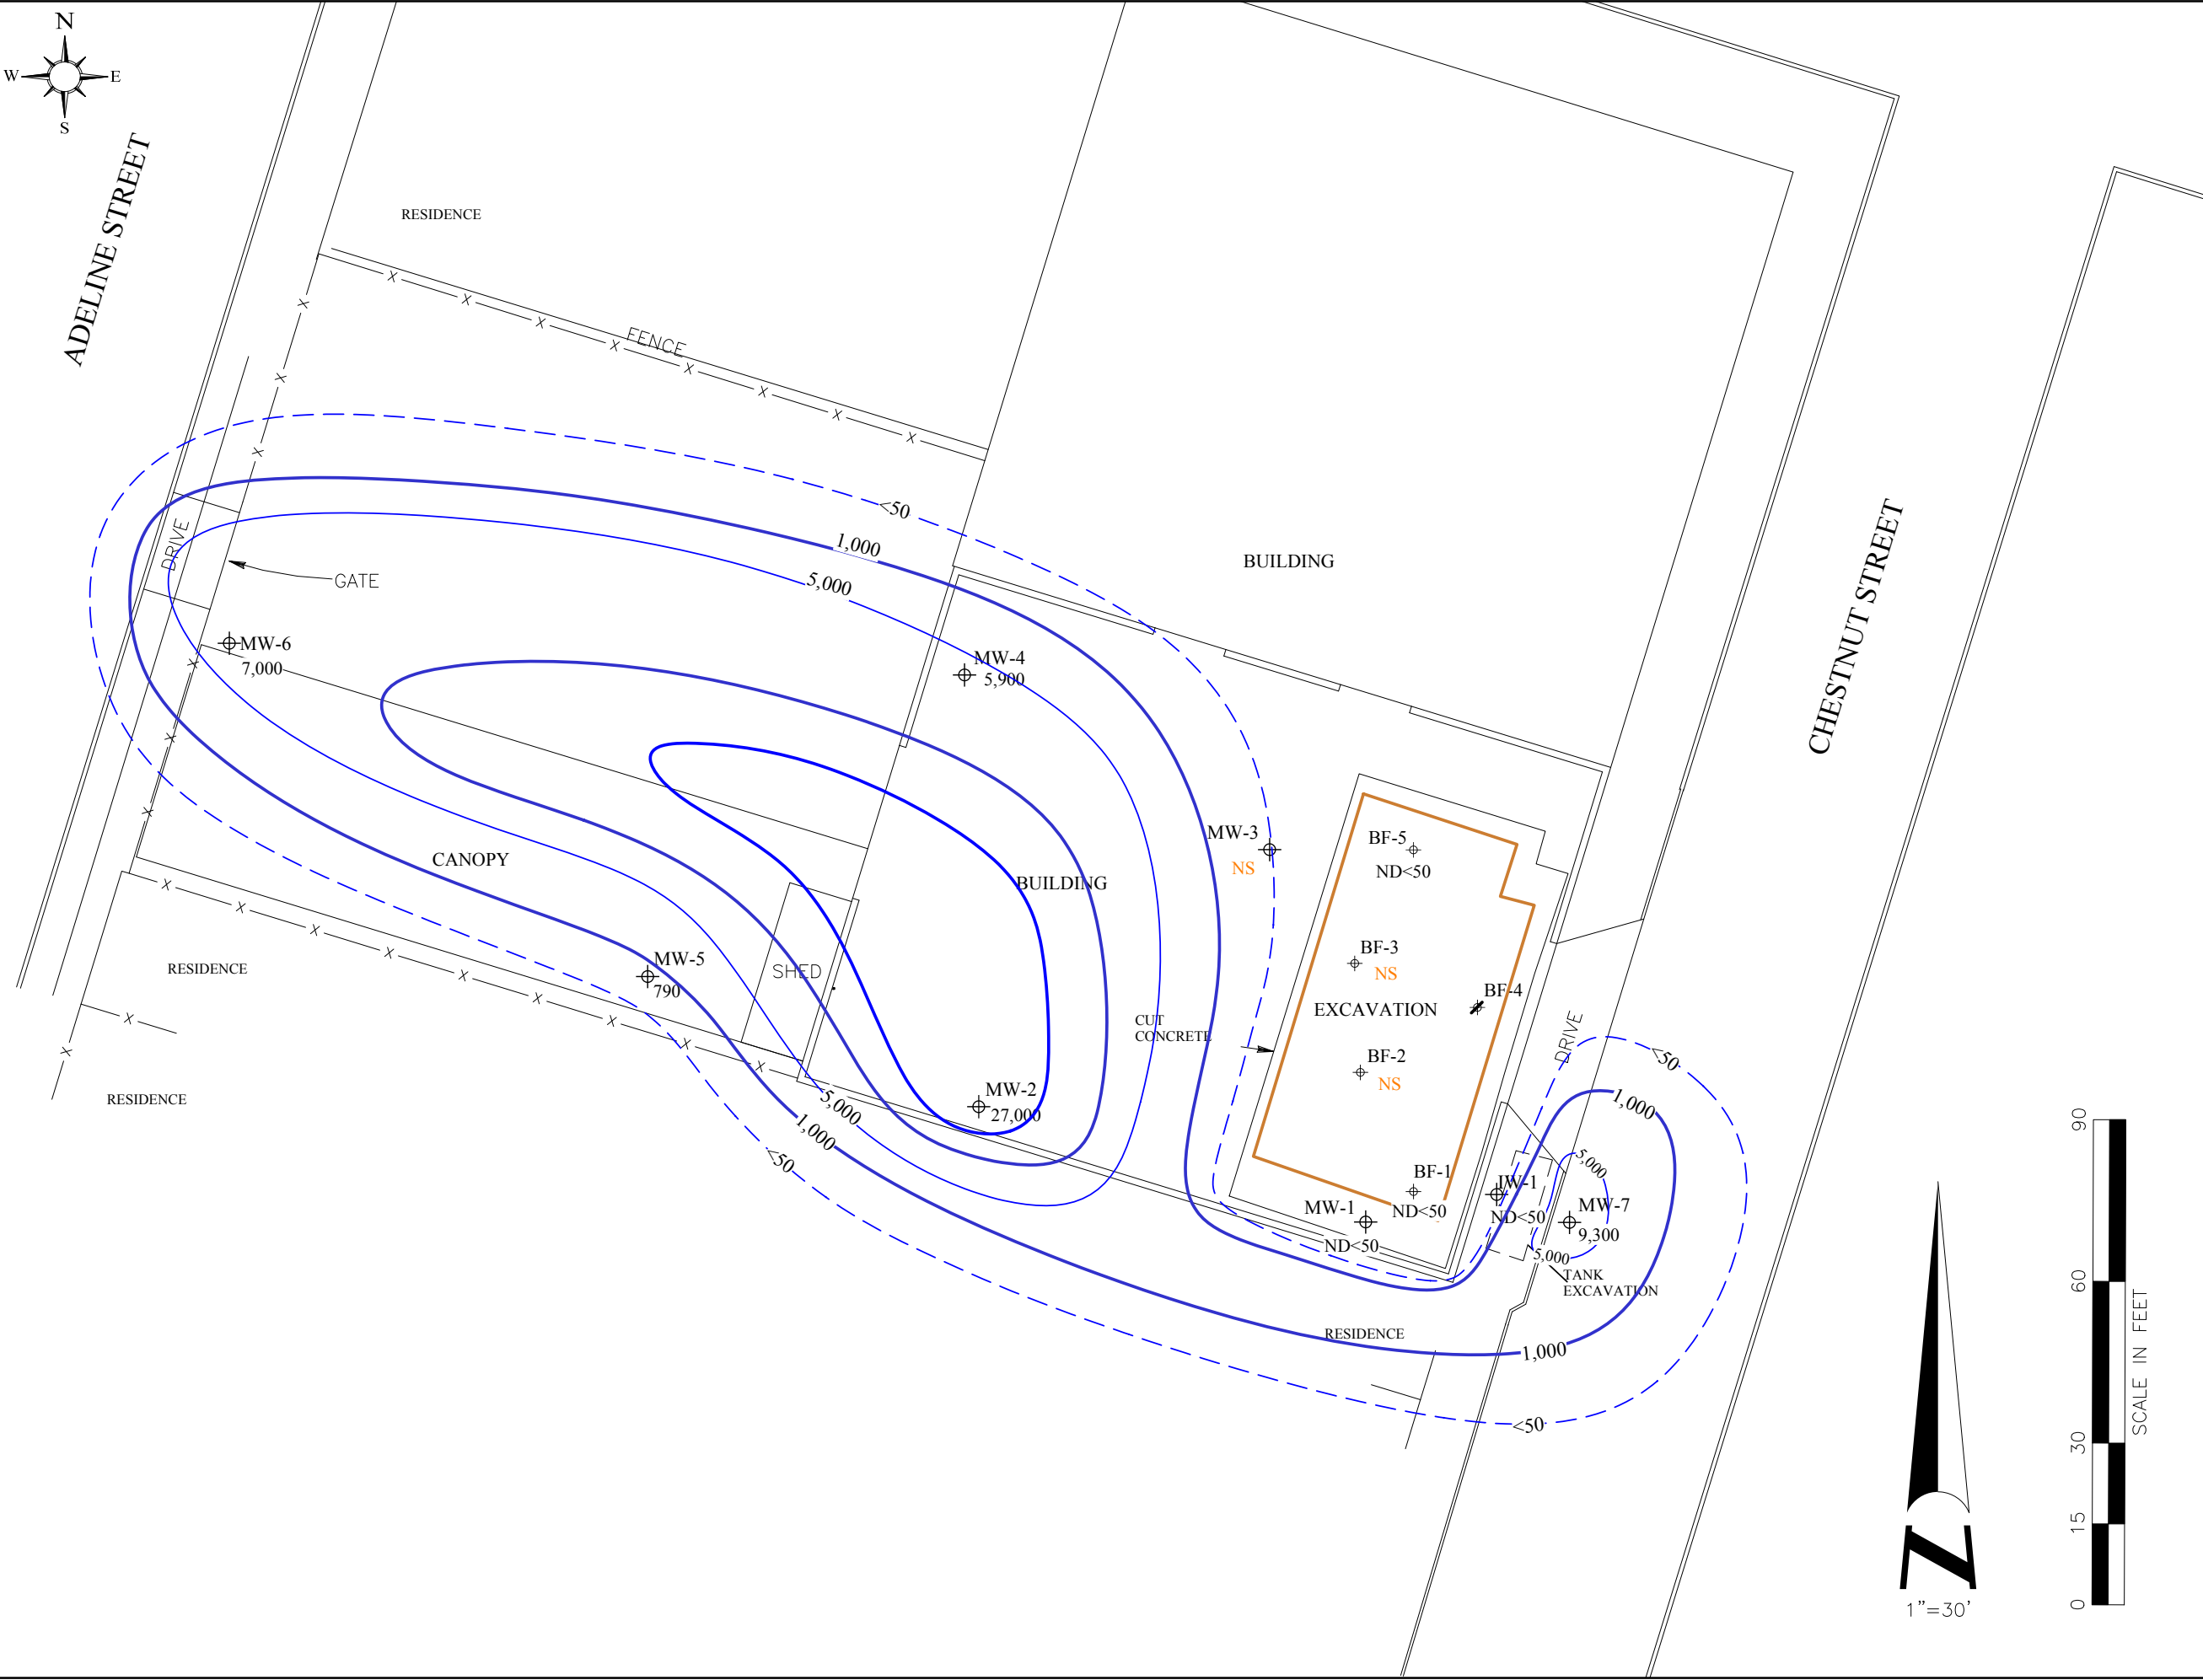 N
W
E
S
ADELINE STREET
RESIDENCE
FENCE
<50
1,000
5,000
DRIVE
GATE
BUILDING
CHESTNUT STREET
MW-6
7,000
MW-4
5,900
MW-3
NS
BF-5
ND<50
CANOPY
BUILDING
MW-5
790
SHED
RESIDENCE
BF-3
NS
BF-4
EXCAVATION
CUT
CONCRETE
BF-2
NS
DRIVE
<50
1,000
RESIDENCE
MW-2
27,000
5,000
1,000
<50
5,000
BF-1
ND<50
IW-1
ND<50
MW-1
ND<50
MW-7
9,300
5,000
TANK
EXCAVATION
RESIDENCE
1,000
<50
90
60
30
15
0
SCALE IN FEET
N
1"=30'